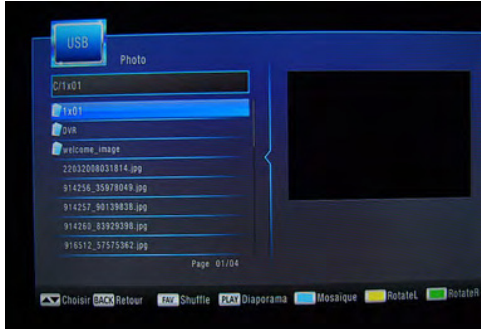 USB
Photo
C/1x01
1x01
DVR
welcome_image
22032008031814.jpg
914256_35978049.jpg
914257_90139838.jpg
914260_83929398.jpg
916512_57575362.jpg
Page 01/04
Choisir BACK Retour FAV Shuffle PLAY Diaporama Mosaïque RotateL RotateR